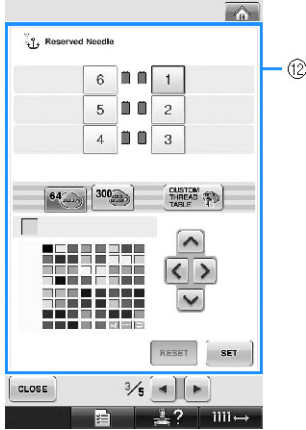 Reserved Needle
6 1
5 2
4 3
64 300 CUSTOM THREAD TABLE
RESET SET
CLOSE 3/5
?
⑫